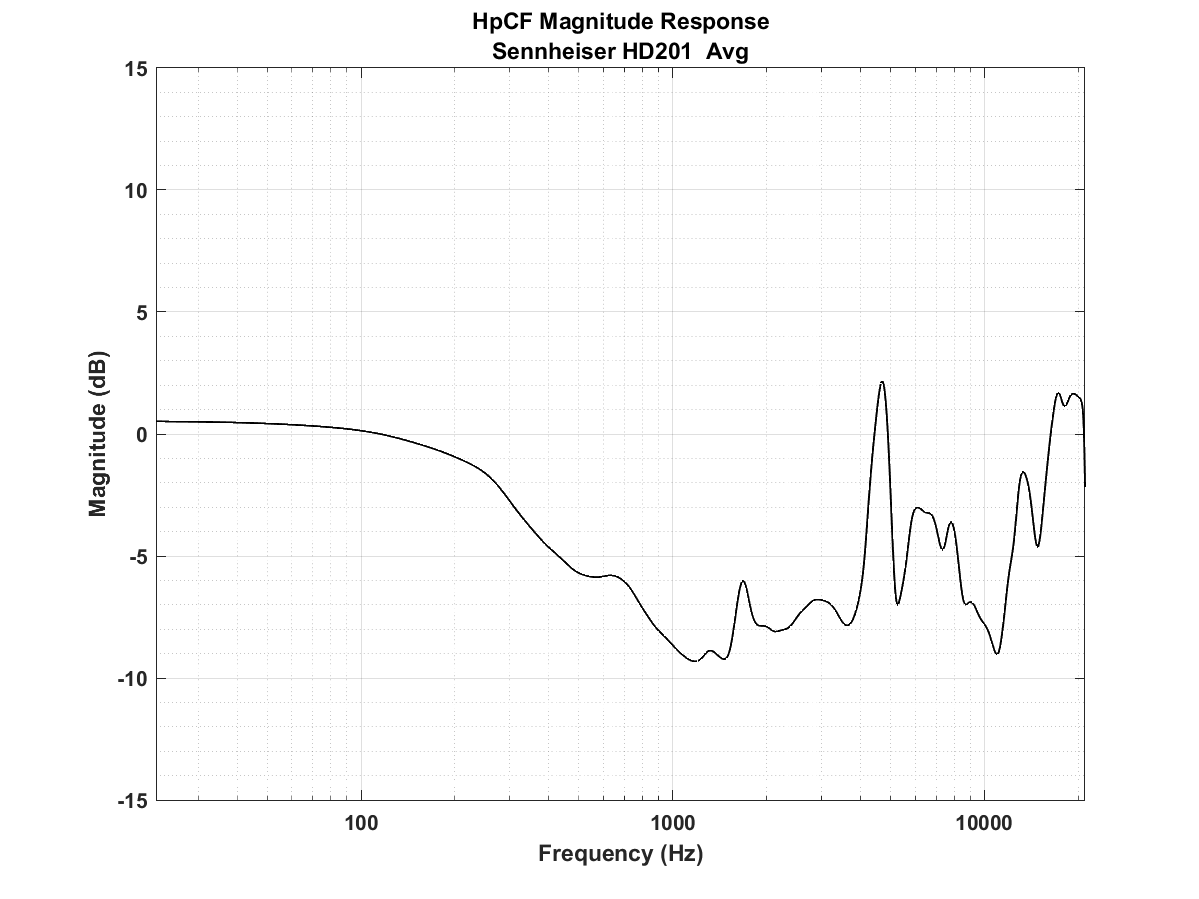 HpCF Magnitude Response
Sennheiser HD201  Avg
15
10
5
0
-5
-10
-15
Magnitude (dB)
100
1000
10000
Frequency (Hz)